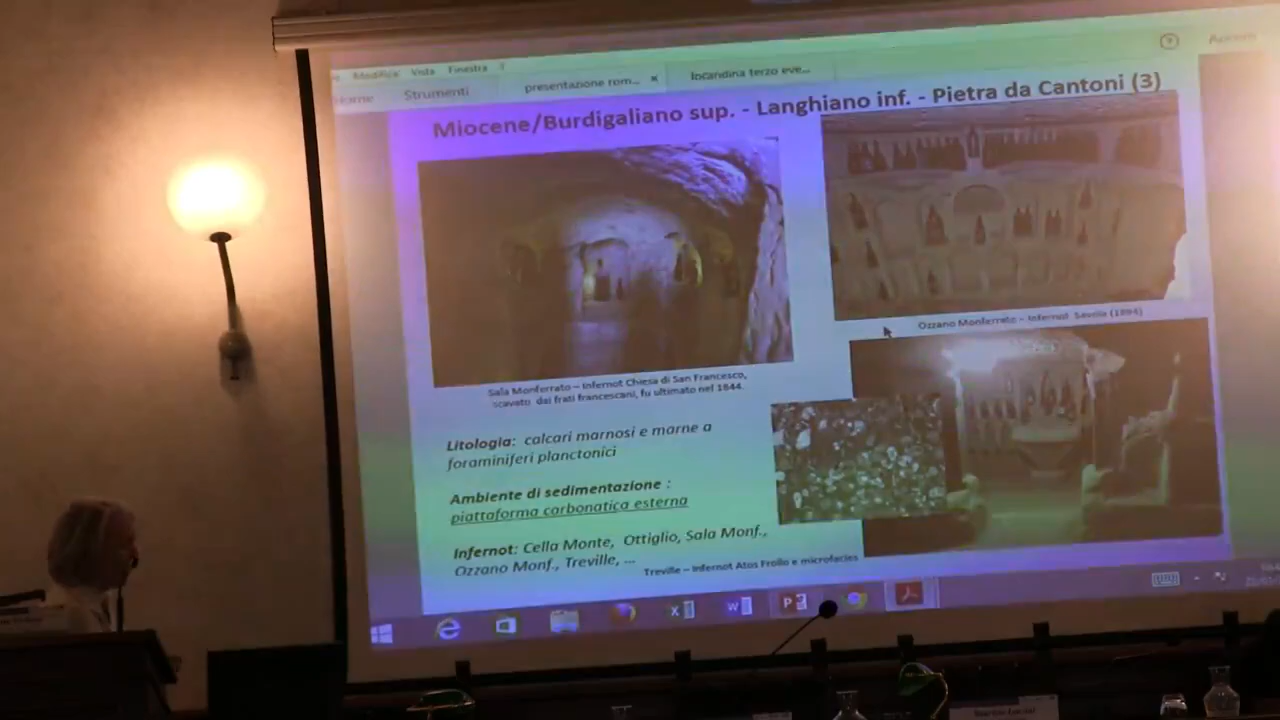 Modifica Vista Finestra ?
Home Strumenti presentazione rom... × locandina terzo eve...
Miocene/Burdigaliano sup. - Langhiano inf. - Pietra da Cantoni (3)
Sala Monferrato – Infernot Chiesa di San Francesco,
scavato dai frati francescani, fu ultimato nel 1844.
Ozzano Monferrato – Infernot Savoia (1894)
Litologia: calcari marnosi e marne a
foraminiferi planctonici
Ambiente di sedimentazione :
piattaforma carbonatica esterna
Infernot: Cella Monte, Ottiglio, Sala Monf.,
Ozzano Monf., Treville, ...
Treville – Infernot Atos Frollo e microfacies